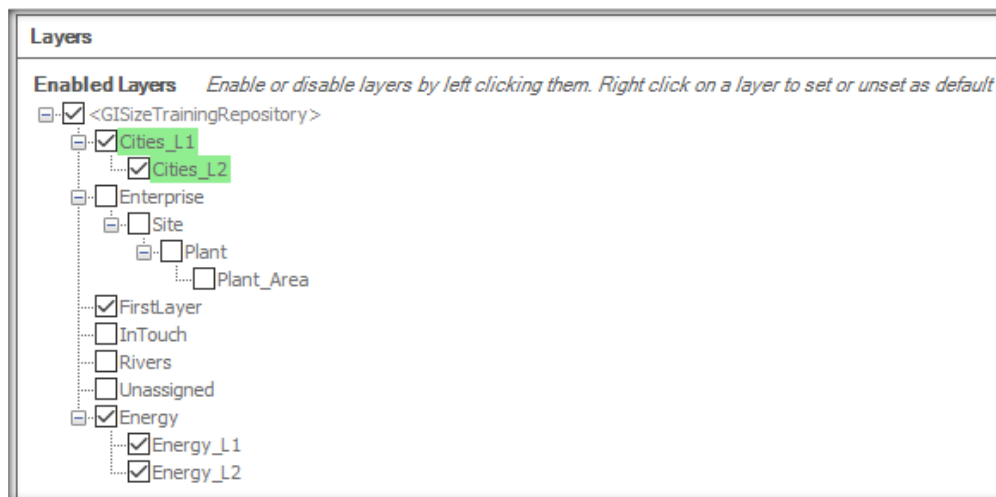 Layers
Enabled Layers Enable or disable layers by left clicking them. Right click on a layer to set or unset as default
<GISizeTrainingRepository>
Cities_L1
Cities_L2
Enterprise
Site
Plant
Plant_Area
FirstLayer
InTouch
Rivers
Unassigned
Energy
Energy_L1
Energy_L2